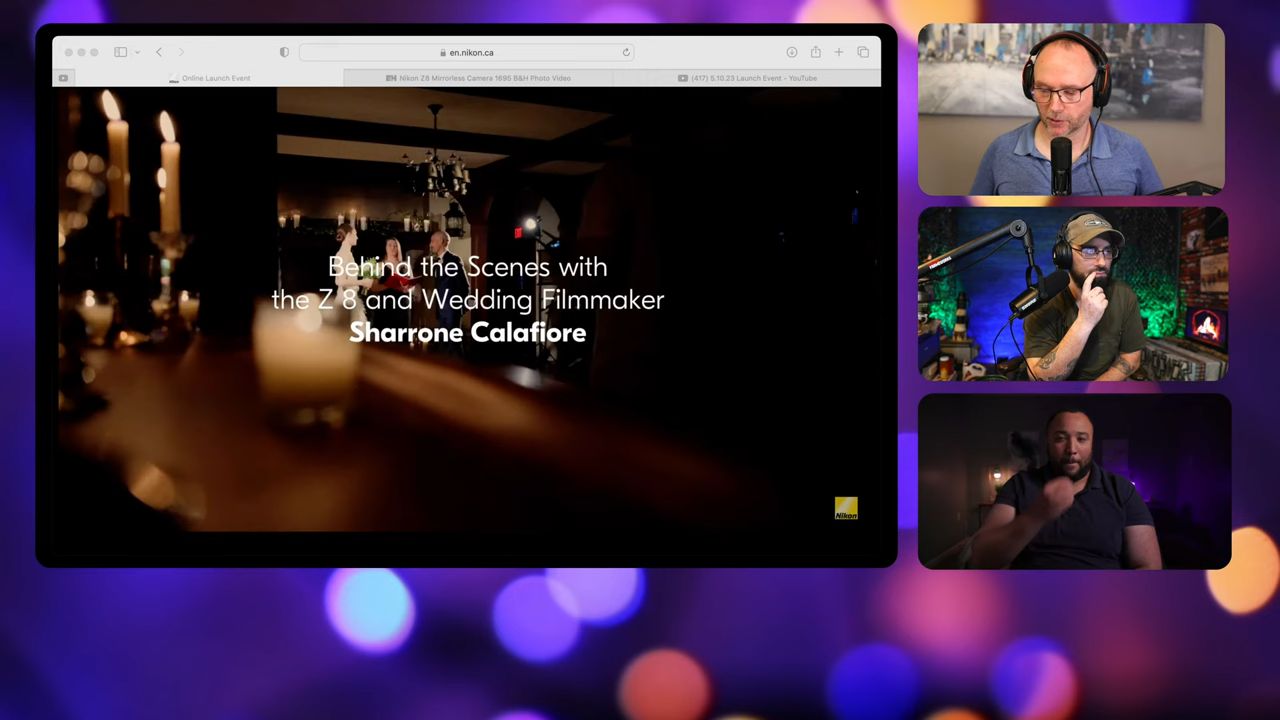 en.nikon.ca
Online Launch Event
BH Nikon Z8 Mirrorless Camera 1695 B&H Photo Video
(417) 5.10.23 Launch Event - YouTube
Behind the Scenes with
the Z 8 and Wedding Filmmaker
Sharrone Calafiore
Nikon